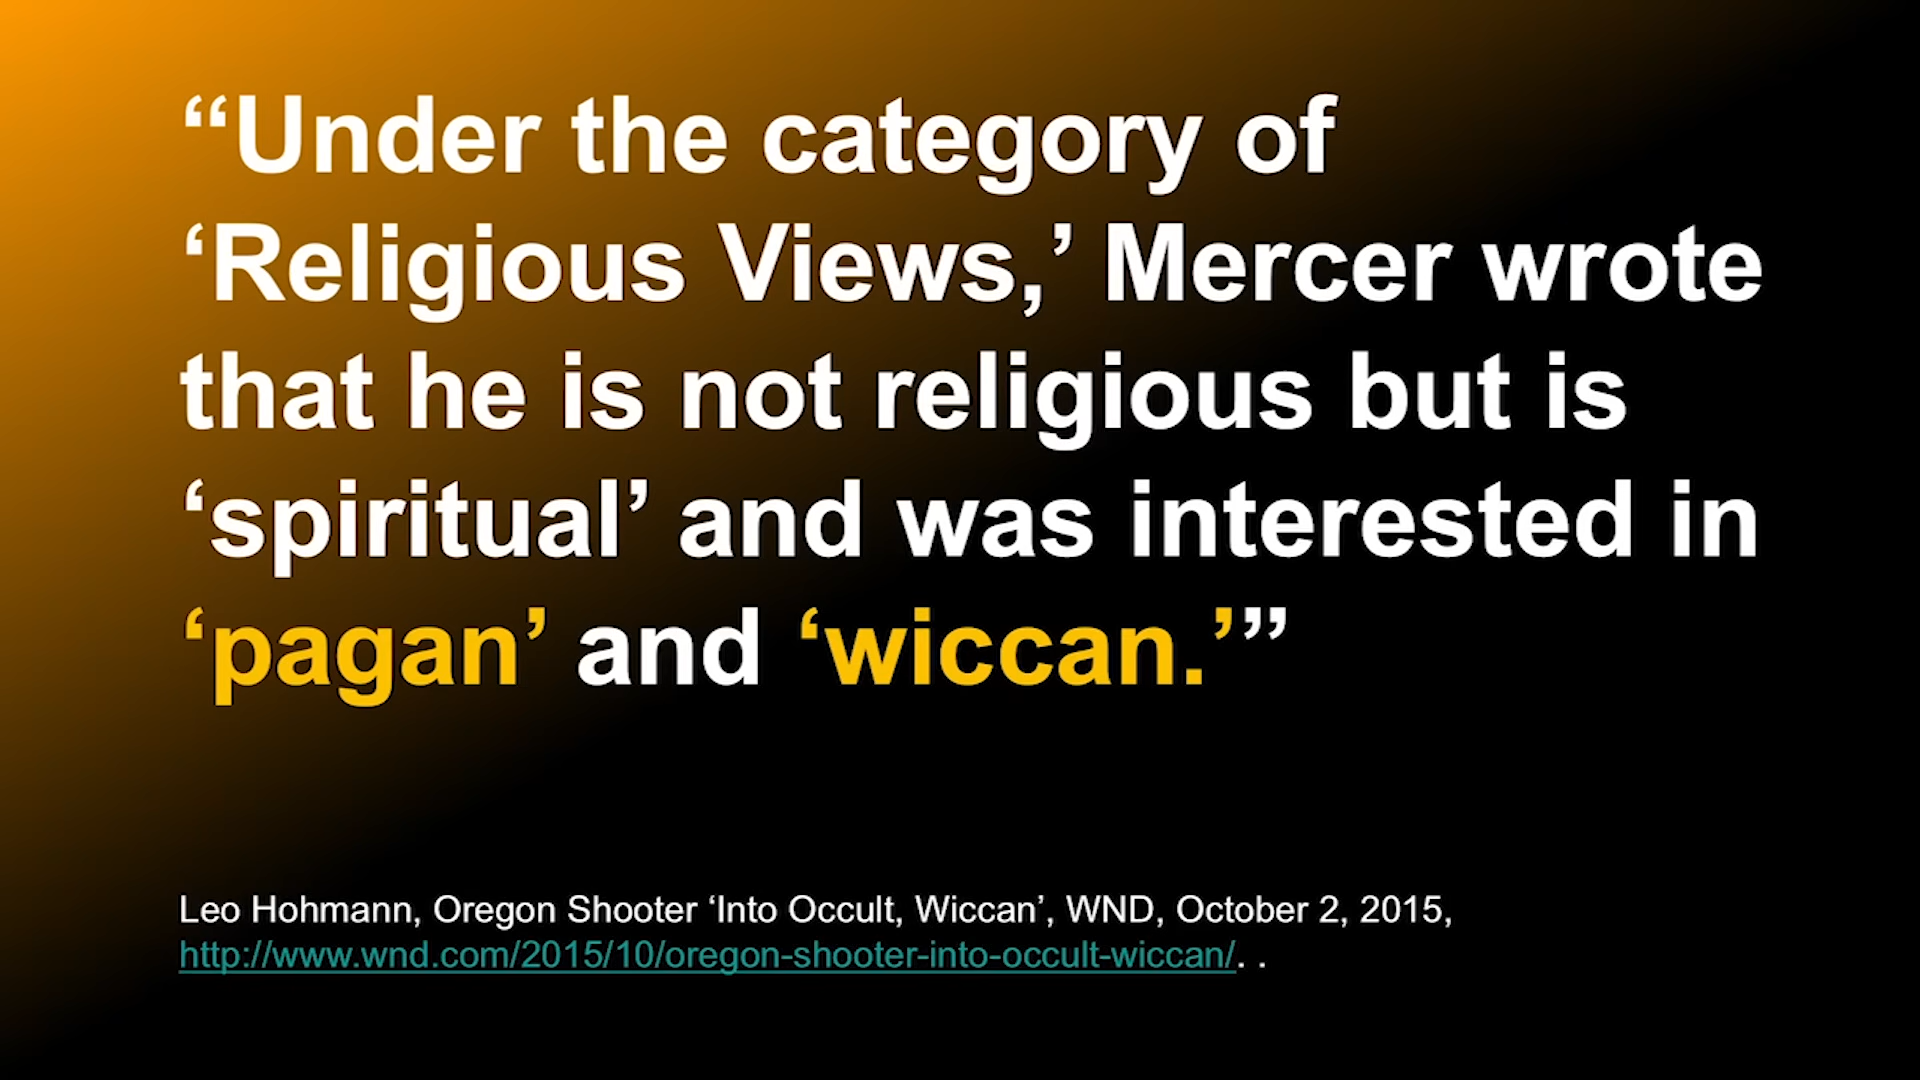 “Under the category of
‘Religious Views,’ Mercer wrote
that he is not religious but is
‘spiritual’ and was interested in
‘pagan’ and ‘wiccan.’”
Leo Hohmann, Oregon Shooter ‘Into Occult, Wiccan’, WND, October 2, 2015,
http://www.wnd.com/2015/10/oregon-shooter-into-occult-wiccan/. .